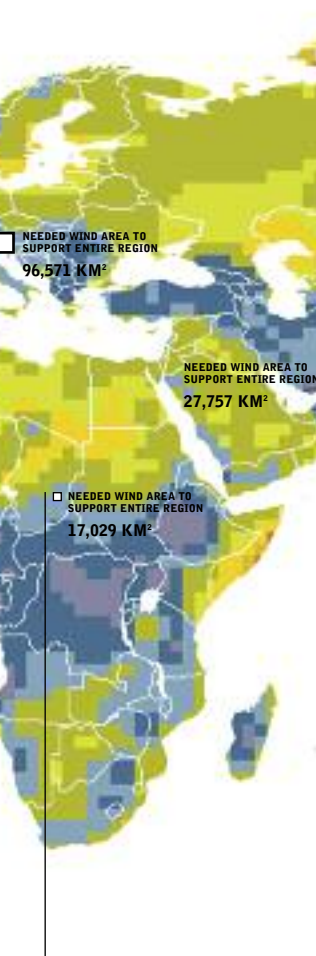 NEEDED WIND AREA TO
SUPPORT ENTIRE REGION
96,571 KM²
NEEDED WIND AREA TO
SUPPORT ENTIRE REGION
27,757 KM²
NEEDED WIND AREA TO
SUPPORT ENTIRE REGION
17,029 KM²